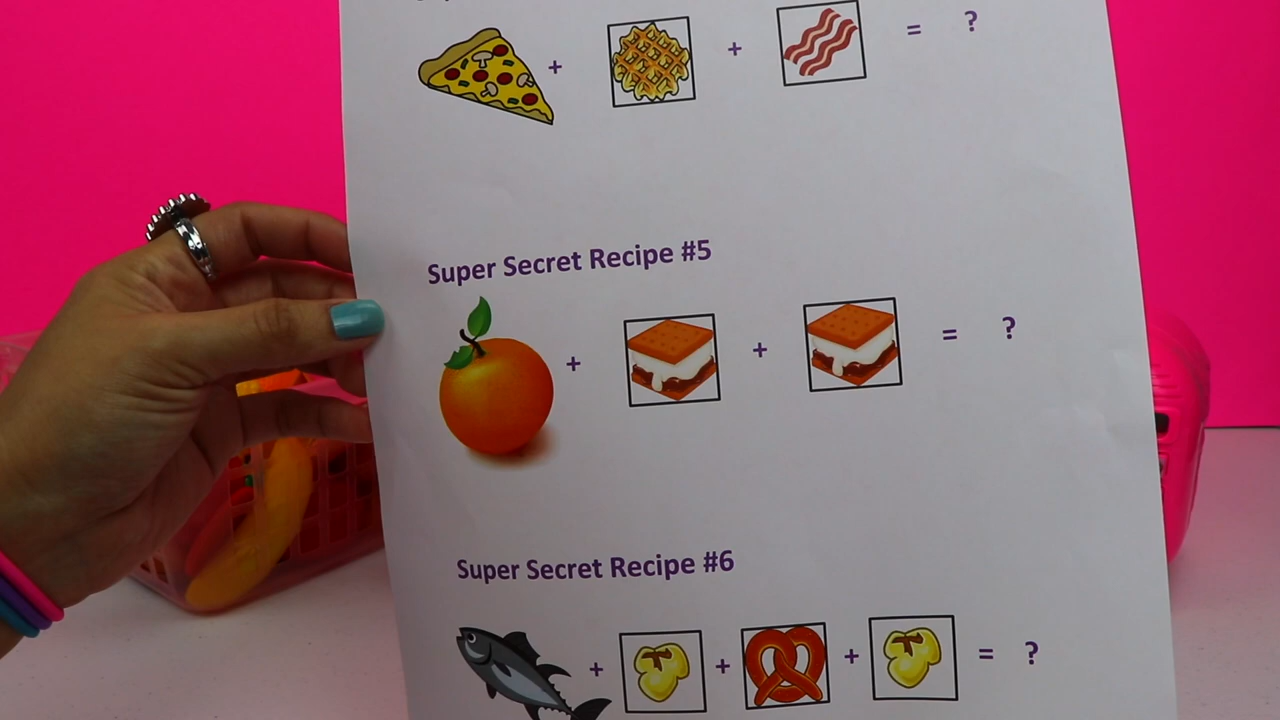 + + = ?
Super Secret Recipe #5
+ + = ?
Super Secret Recipe #6
+ + + = ?